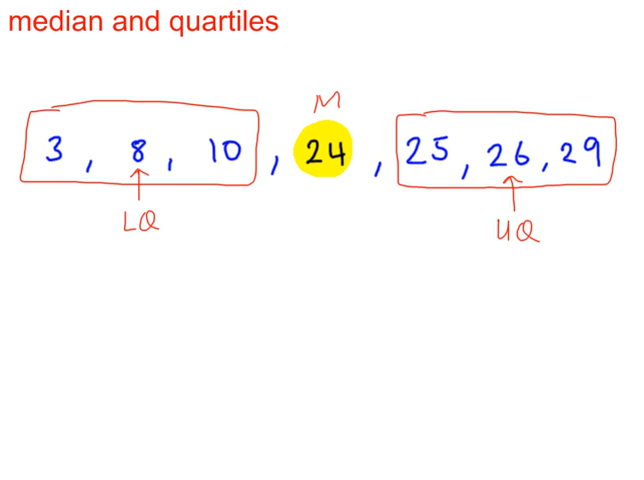 median and quartiles
M
3, 8, 10, 24, 25, 26, 29
LQ UQ